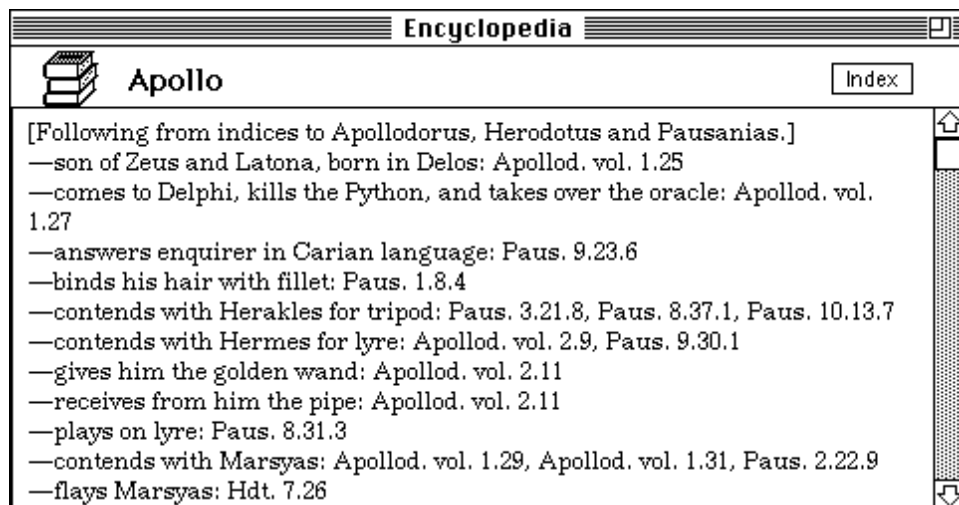 Encyclopedia
Apollo
Index
[Following from indices to Apollodorus, Herodotus and Pausanias.]
—son of Zeus and Latona, born in Delos: Apollod. vol. 1.25
—comes to Delphi, kills the Python, and takes over the oracle: Apollod. vol.
1.27
—answers enquirer in Carian language: Paus. 9.23.6
—binds his hair with fillet: Paus. 1.8.4
—contends with Herakles for tripod: Paus. 3.21.8, Paus. 8.37.1, Paus. 10.13.7
—contends with Hermes for lyre: Apollod. vol. 2.9, Paus. 9.30.1
—gives him the golden wand: Apollod. vol. 2.11
—receives from him the pipe: Apollod. vol. 2.11
—plays on lyre: Paus. 8.31.3
—contends with Marsyas: Apollod. vol. 1.29, Apollod. vol. 1.31, Paus. 2.22.9
—flays Marsyas: Hdt. 7.26